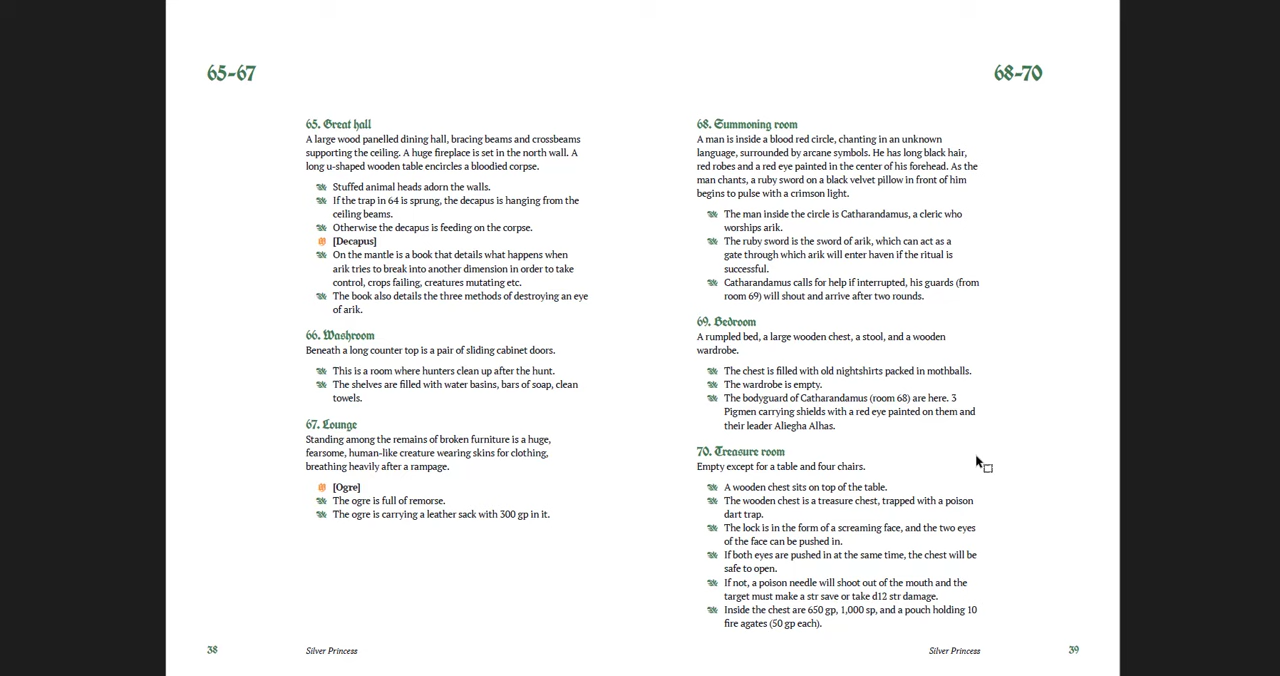 65-67
65. Great hall
A large wood panelled dining hall, bracing beams and crossbeams
supporting the ceiling. A huge fireplace is set in the north wall. A
long u-shaped wooden table encircles a bloodied corpse.
Stuffed animal heads adorn the walls.
If the trap in 64 is sprung, the decapus is hanging from the
ceiling beams.
Otherwise the decapus is feeding on the corpse.
[Decapus]
On the mantle is a book that details what happens when
arik tries to break into another dimension in order to take
control, crops failing, creatures mutating etc.
The book also details the three methods of destroying an eye
of arik.
66. Washroom
Beneath a long counter top is a pair of sliding cabinet doors.
This is a room where hunters clean up after the hunt.
The shelves are filled with water basins, bars of soap, clean
towels.
67. Lounge
Standing among the remains of broken furniture is a huge,
fearsome, human-like creature wearing skins for clothing,
breathing heavily after a rampage.
[Ogre]
The ogre is full of remorse.
The ogre is carrying a leather sack with 300 gp in it.
38
Silver Princess
68-70
68. Summoning room
A man is inside a blood red circle, chanting in an unknown
language, surrounded by arcane symbols. He has long black hair,
red robes and a red eye painted in the center of his forehead. As the
man chants, a ruby sword on a black velvet pillow in front of him
begins to pulse with a crimson light.
The man inside the circle is Catharandamus, a cleric who
worships arik.
The ruby sword is the sword of arik, which can act as a
gate through which arik will enter haven if the ritual is
successful.
Catharandamus calls for help if interrupted, his guards (from
room 69) will shout and arrive after two rounds.
69. Bedroom
A rumpled bed, a large wooden chest, a stool, and a wooden
wardrobe.
The chest is filled with old nightshirts packed in mothballs.
The wardrobe is empty.
The bodyguard of Catharandamus (room 68) are here. 3
Pigmen carrying shields with a red eye painted on them and
their leader Aliegha Alhas.
70. Treasure room
Empty except for a table and four chairs.
A wooden chest sits on top of the table.
The wooden chest is a treasure chest, trapped with a poison
dart trap.
The lock is in the form of a screaming face, and the two eyes
of the face can be pushed in.
If both eyes are pushed in at the same time, the chest will be
safe to open.
If not, a poison needle will shoot out of the mouth and the
target must make a str save or take d12 str damage.
Inside the chest are 650 gp, 1,000 sp, and a pouch holding 10
fire agates (50 gp each).
Silver Princess
39